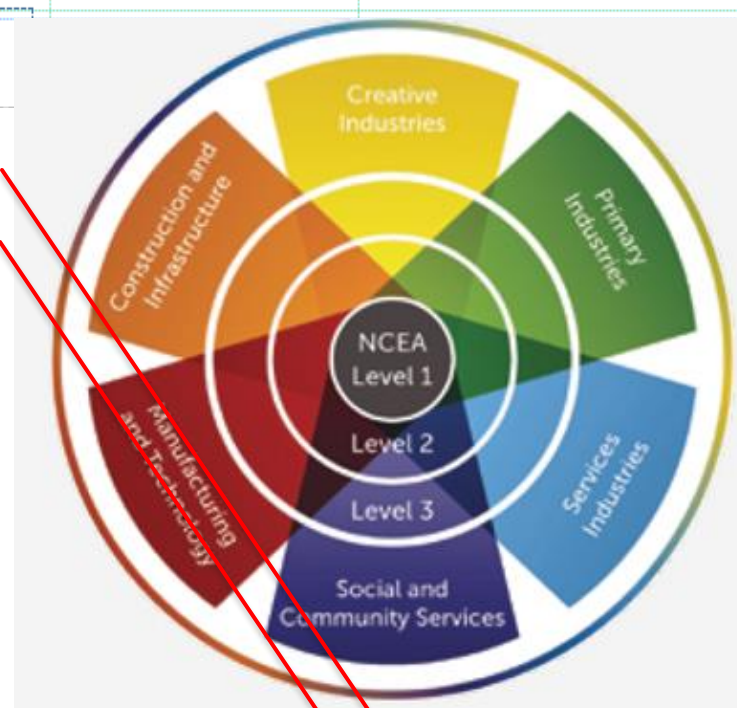 Creative
Industries
Construction and
Infrastructure
Primary
Industries
NCEA
Level 1
Manufacturing
and Technology
Level 2
Services
Industries
Level 3
Social and
Community Services